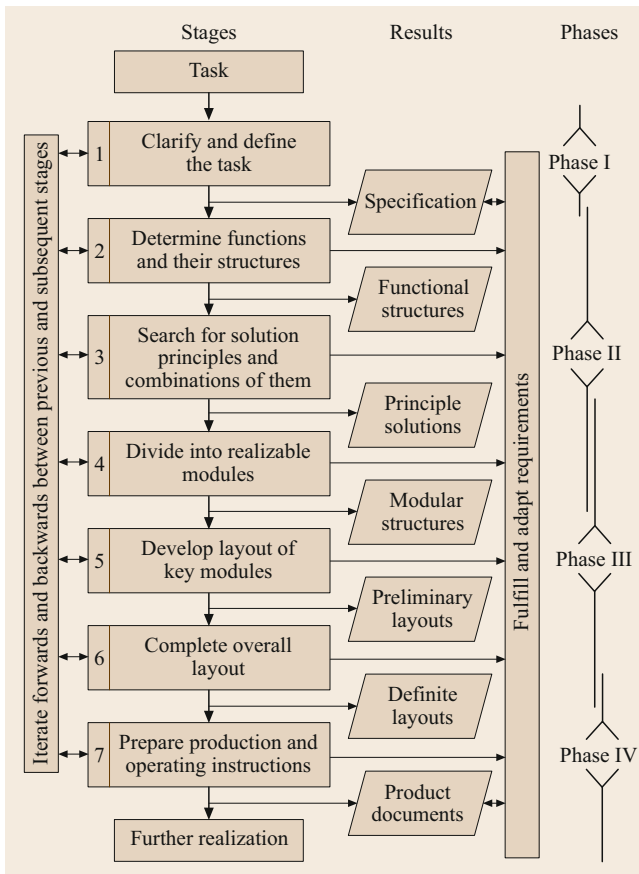 Stages
Results
Phases
Task
1
Clarify and define
the task
Phase I
Specification
2
Determine functions
and their structures
Functional
structures
3
Search for solution
principles and
combinations of them
Phase II
Principle
solutions
4
Divide into realizable
modules
Modular
structures
5
Develop layout of
key modules
Phase III
Preliminary
layouts
6
Complete overall
layout
Definite
layouts
7
Prepare production and
operating instructions
Phase IV
Product
documents
Further realization
Iterate forwards and backwards between previous and subsequent stages
Fulfill and adapt requirements